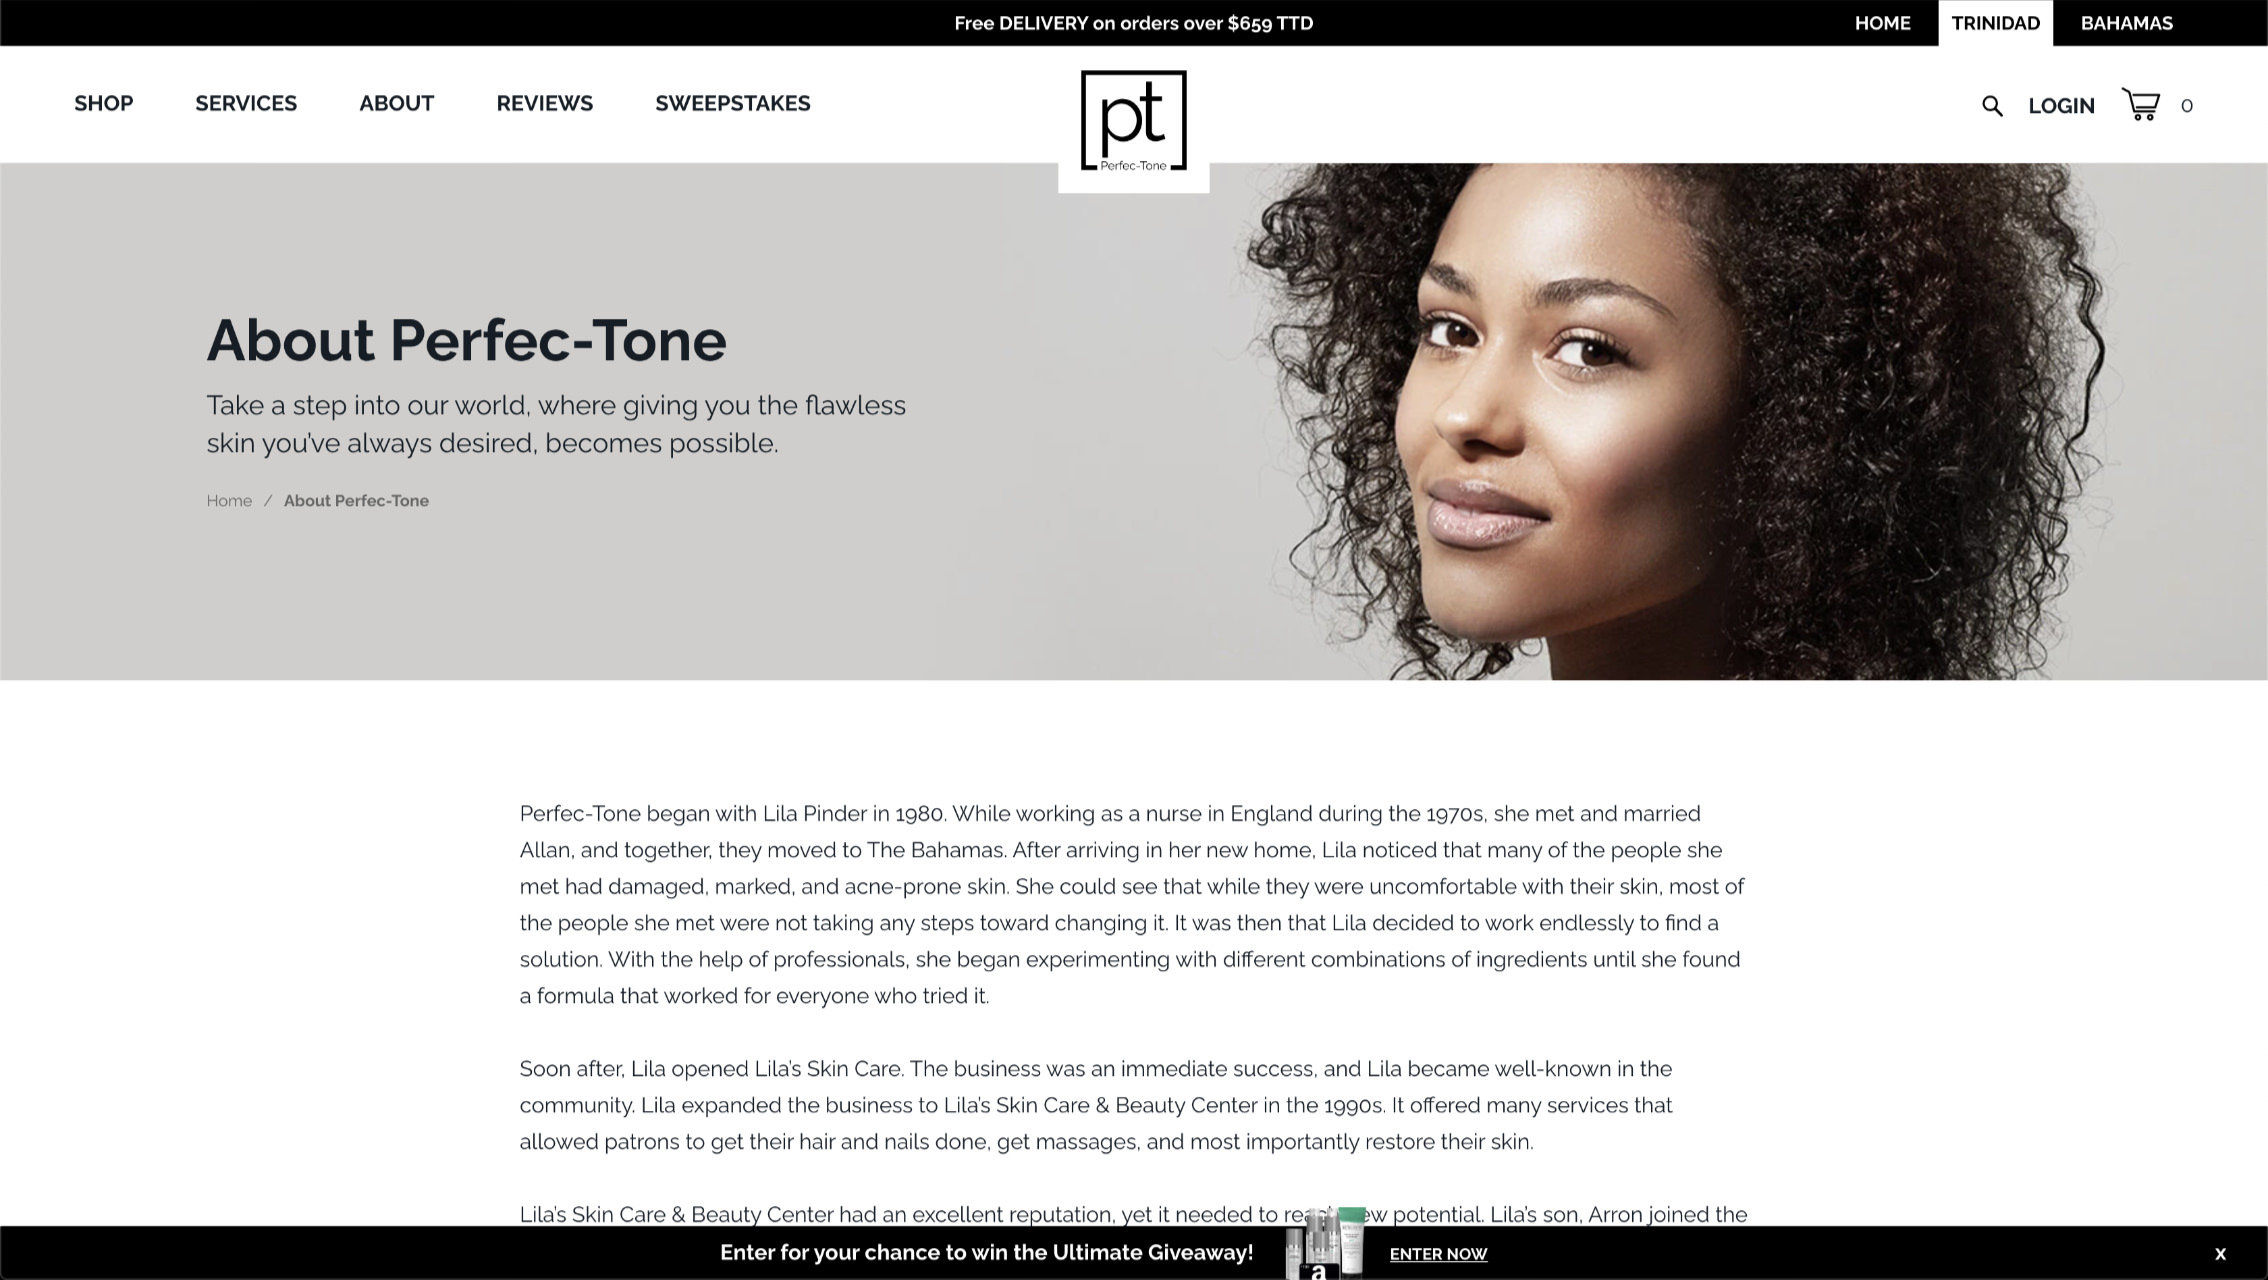 Free DELIVERY on orders over $659 TTD
HOME
TRINIDAD
BAHAMAS
SHOP
SERVICES
ABOUT
REVIEWS
SWEEPSTAKES
pt
Perfec-Tone
LOGIN
0
About Perfec-Tone
Take a step into our world, where giving you the flawless
skin you've always desired, becomes possible.
Home / About Perfec-Tone
Perfec-Tone began with Lila Pinder in 1980. While working as a nurse in England during the 1970s, she met and married
Allan, and together, they moved to The Bahamas. After arriving in her new home, Lila noticed that many of the people she
met had damaged, marked, and acne-prone skin. She could see that while they were uncomfortable with their skin, most of
the people she met were not taking any steps toward changing it. It was then that Lila decided to work endlessly to find a
solution. With the help of professionals, she began experimenting with different combinations of ingredients until she found
a formula that worked for everyone who tried it.
Soon after, Lila opened Lila's Skin Care. The business was an immediate success, and Lila became well-known in the
community. Lila expanded the business to Lila's Skin Care & Beauty Center in the 1990s. It offered many services that
allowed patrons to get their hair and nails done, get massages, and most importantly restore their skin.
Lila's Skin Care & Beauty Center had an excellent reputation, yet it needed to potential. Lila's son, Arron joined the
Enter for your chance to win the Ultimate Giveaway!
a
ENTER NOW
X